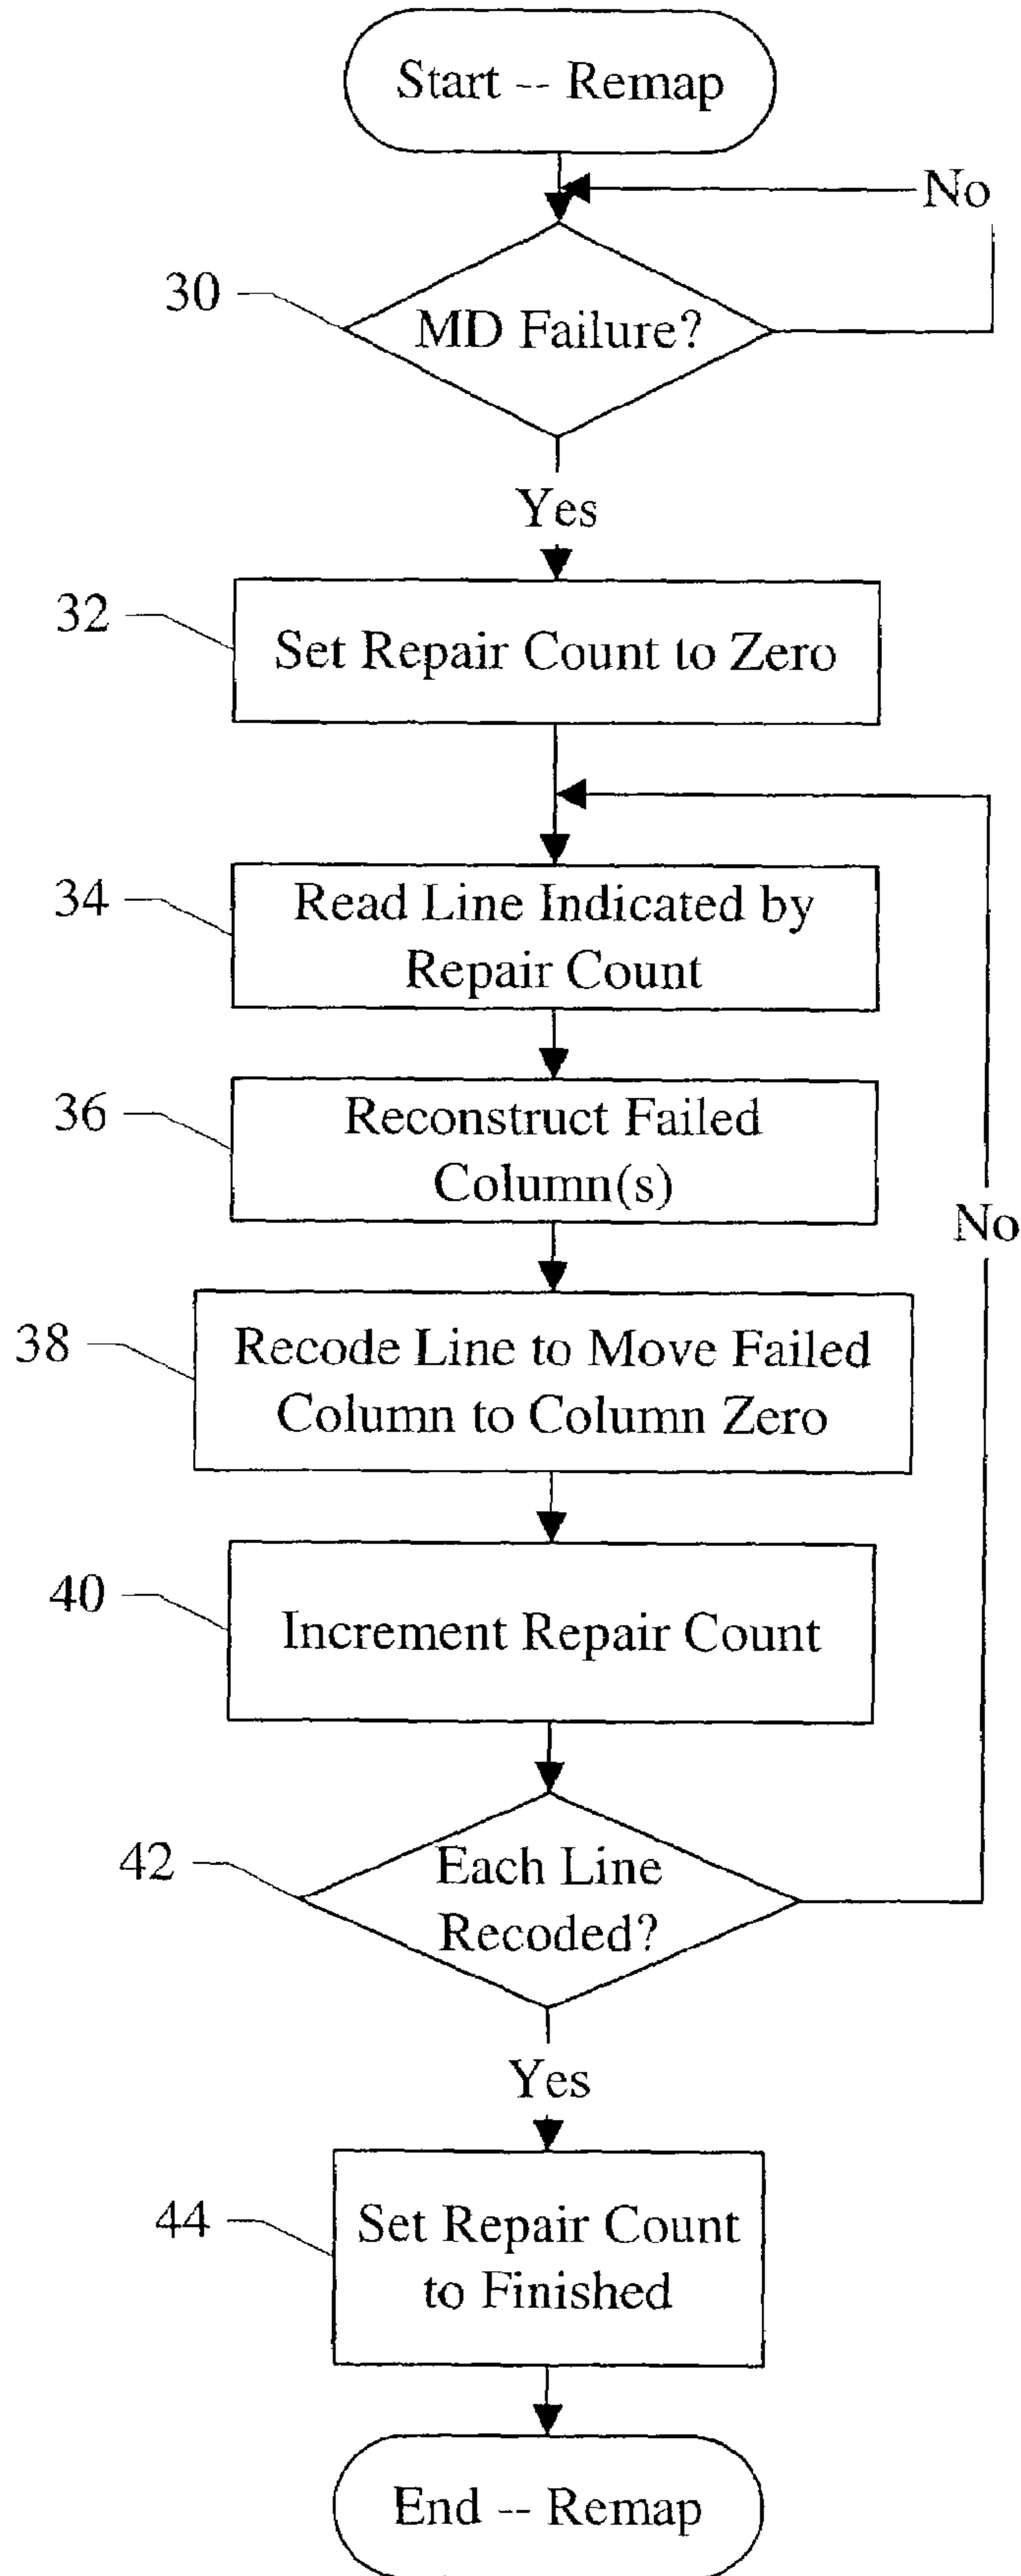 Start -- Remap
No
30
MD Failure?
Yes
32
Set Repair Count to Zero
34
Read Line Indicated by
Repair Count
36
Reconstruct Failed
Column(s)
No
38
Recode Line to Move Failed
Column to Column Zero
40
Increment Repair Count
42
Each Line
Recoded?
Yes
44
Set Repair Count
to Finished
End -- Remap